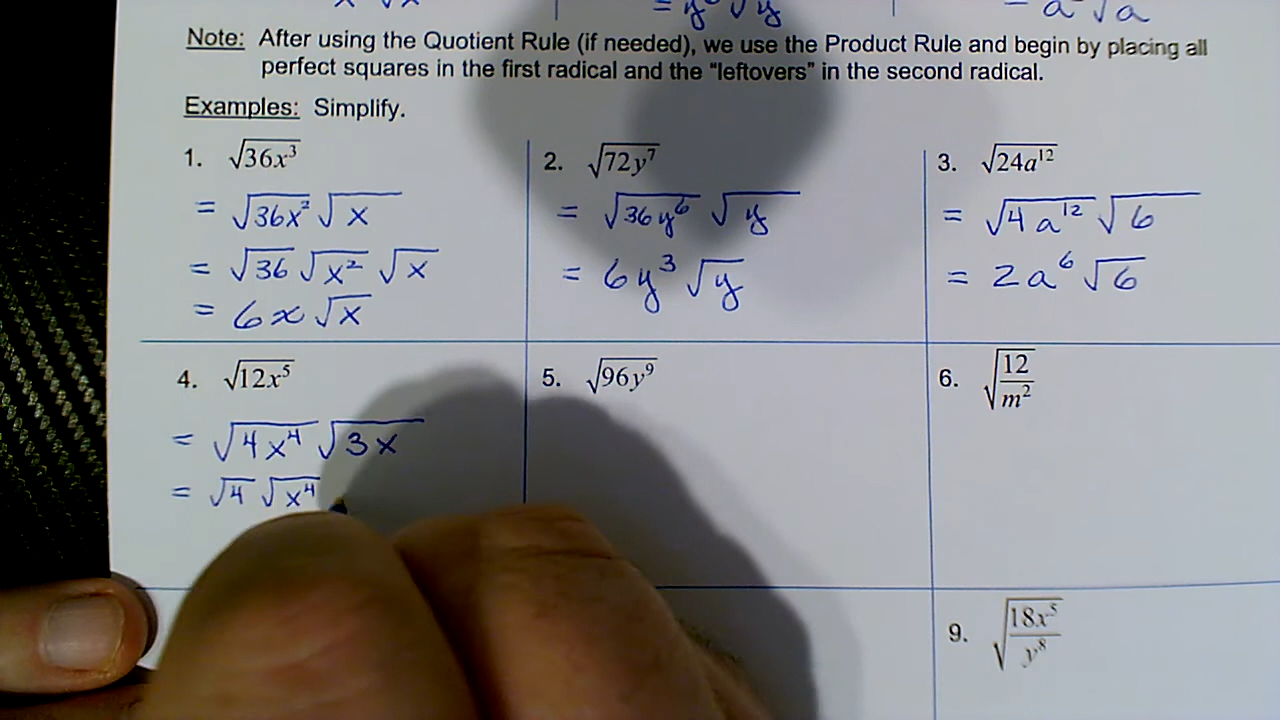 = y √y = a √a
Note: After using the Quotient Rule (if needed), we use the Product Rule and begin by placing all
perfect squares in the first radical and the "leftovers" in the second radical.
Examples: Simplify.
1. √36x³
= √36x² √x
= √36 √x² √x
= 6x √x
2. √72y⁷
= √36y⁶ √y
= 6y³ √y
3. √24a¹²
= √4a¹² √6
= 2a⁶ √6
4. √12x⁵
= √4x⁴ √3x
= √4 √x⁴
5. √96y⁹
6. √12/m²
9. √18x⁵/y⁸